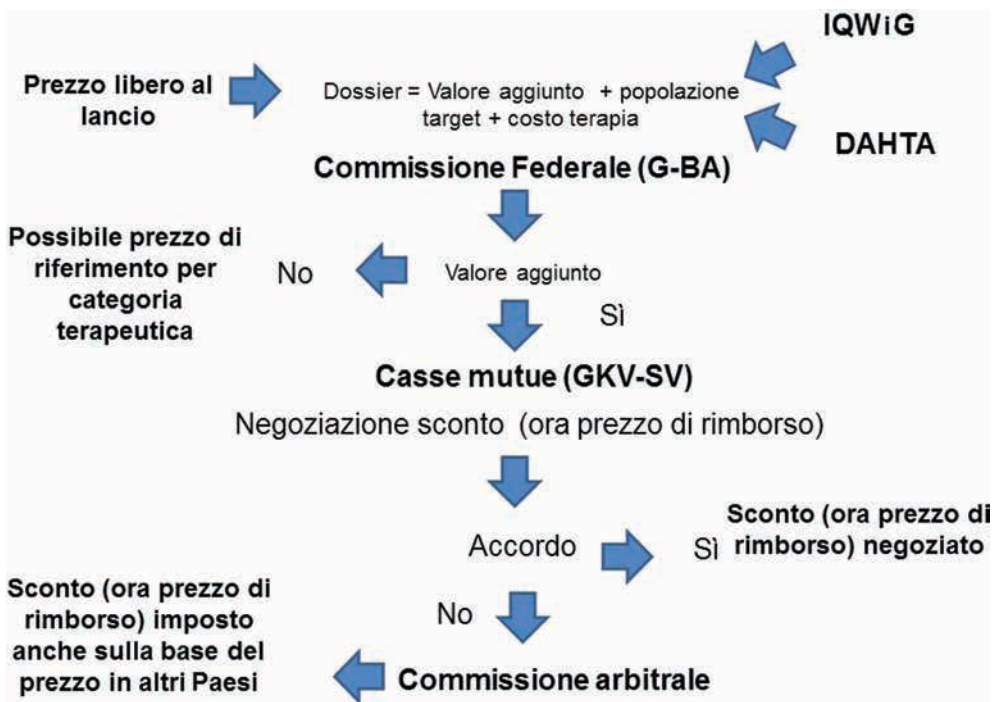 IQWiG
Prezzo libero al
lancio
Dossier = Valore aggiunto + popolazione
target + costo terapia
DAHTA
Commissione Federale (G-BA)
Possibile prezzo di
riferimento per
categoria
terapeutica
No
Valore aggiunto
Sì
Casse mutue (GKV-SV)
Negoziazione sconto (ora prezzo di rimborso)
Accordo
Sì
Sconto (ora prezzo di
rimborso) negoziato
No
Sconto (ora prezzo di
rimborso) imposto
anche sulla base del
prezzo in altri Paesi
Commissione arbitrale